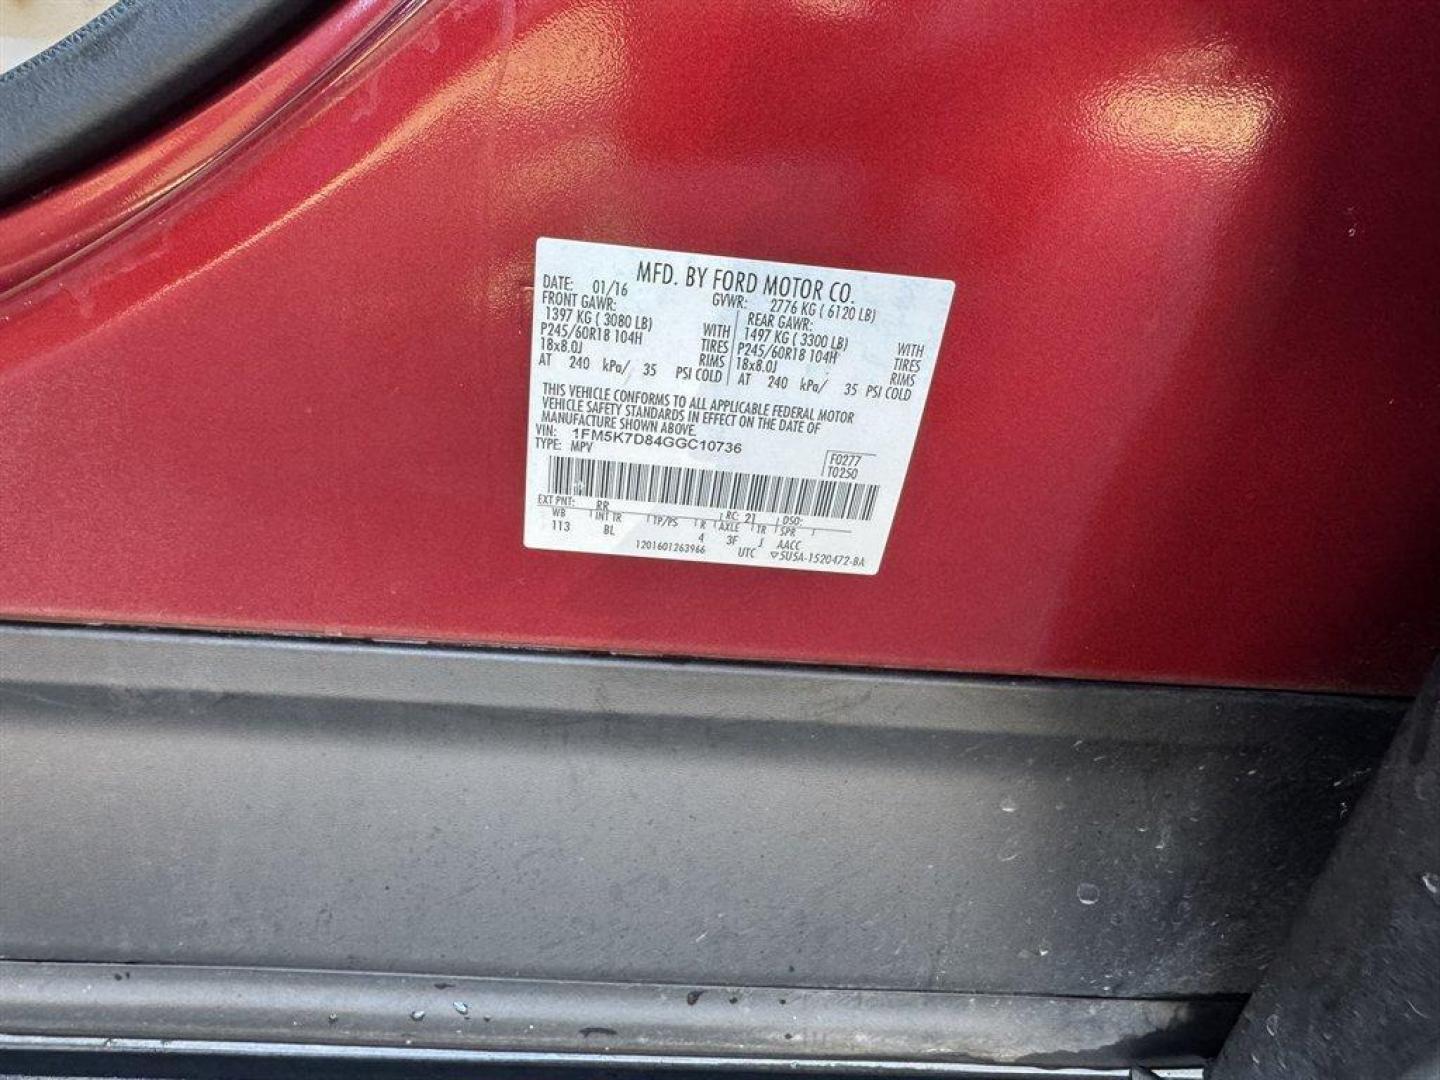 MFD. BY FORD MOTOR CO.
DATE: 01/16 GVWR: 2776 KG ( 6120 LB)
FRONT GAWR: REAR GAWR:
1397 KG ( 3080 LB) WITH 1497 KG ( 3300 LB) WITH
P245/60R18 104H TIRES P245/60R18 104H TIRES
18x8.0J RIMS 18x8.0J RIMS
AT 240 kPa/ 35 PSI COLD AT 240 kPa/ 35 PSI COLD
THIS VEHICLE CONFORMS TO ALL APPLICABLE FEDERAL MOTOR
VEHICLE SAFETY STANDARDS IN EFFECT ON THE DATE OF
MANUFACTURE SHOWN ABOVE.
VIN: 1FM5K7D84GGC10736
TYPE: MPV
F0277
T0250
EXT PNT: RR RC: 21 DSO:
WB INT TR TP/PS R AXLE TR SPR
113 BL 4 3F J AACC
1201601263966 UTC ▽5U5A-1520472-BA